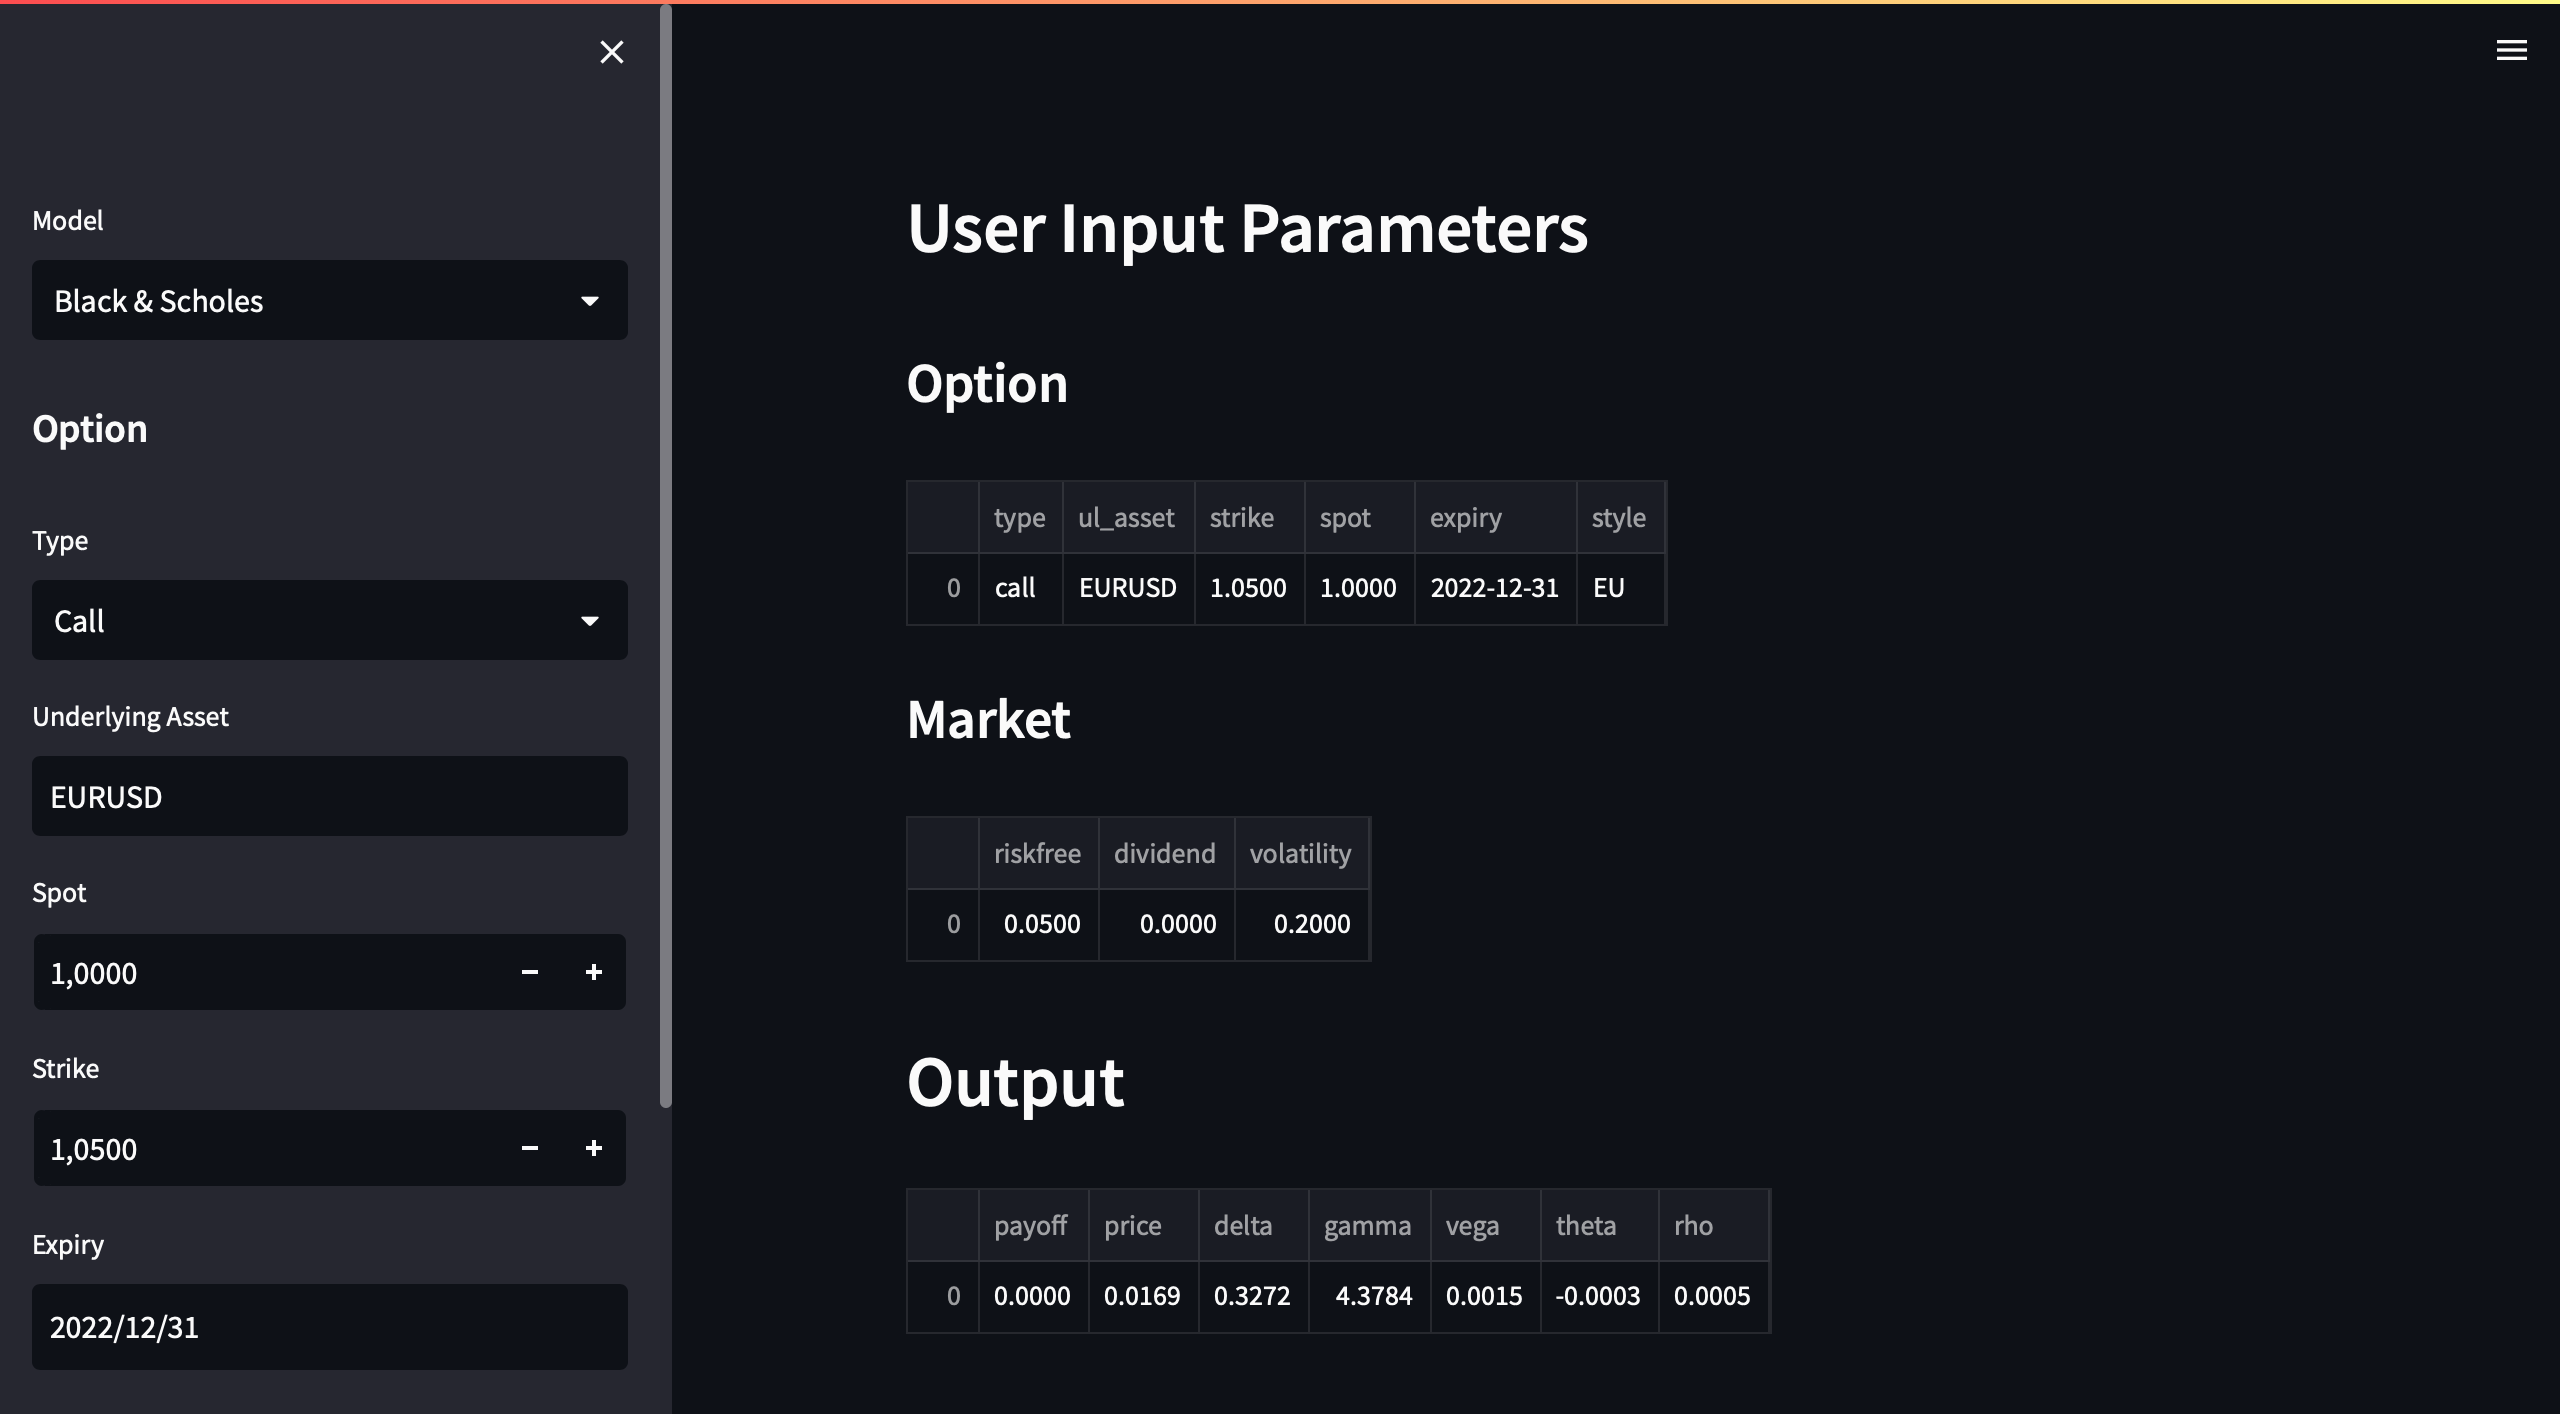 Model
Black & Scholes
Option
Type
Call
Underlying Asset
EURUSD
Spot
1,0000
Strike
1,0500
Expiry
2022/12/31
User Input Parameters
Option
type ul_asset strike spot expiry style
0 call EURUSD 1.0500 1.0000 2022-12-31 EU
Market
riskfree dividend volatility
0 0.0500 0.0000 0.2000
Output
payoff price delta gamma vega theta rho
0 0.0000 0.0169 0.3272 4.3784 0.0015 -0.0003 0.0005